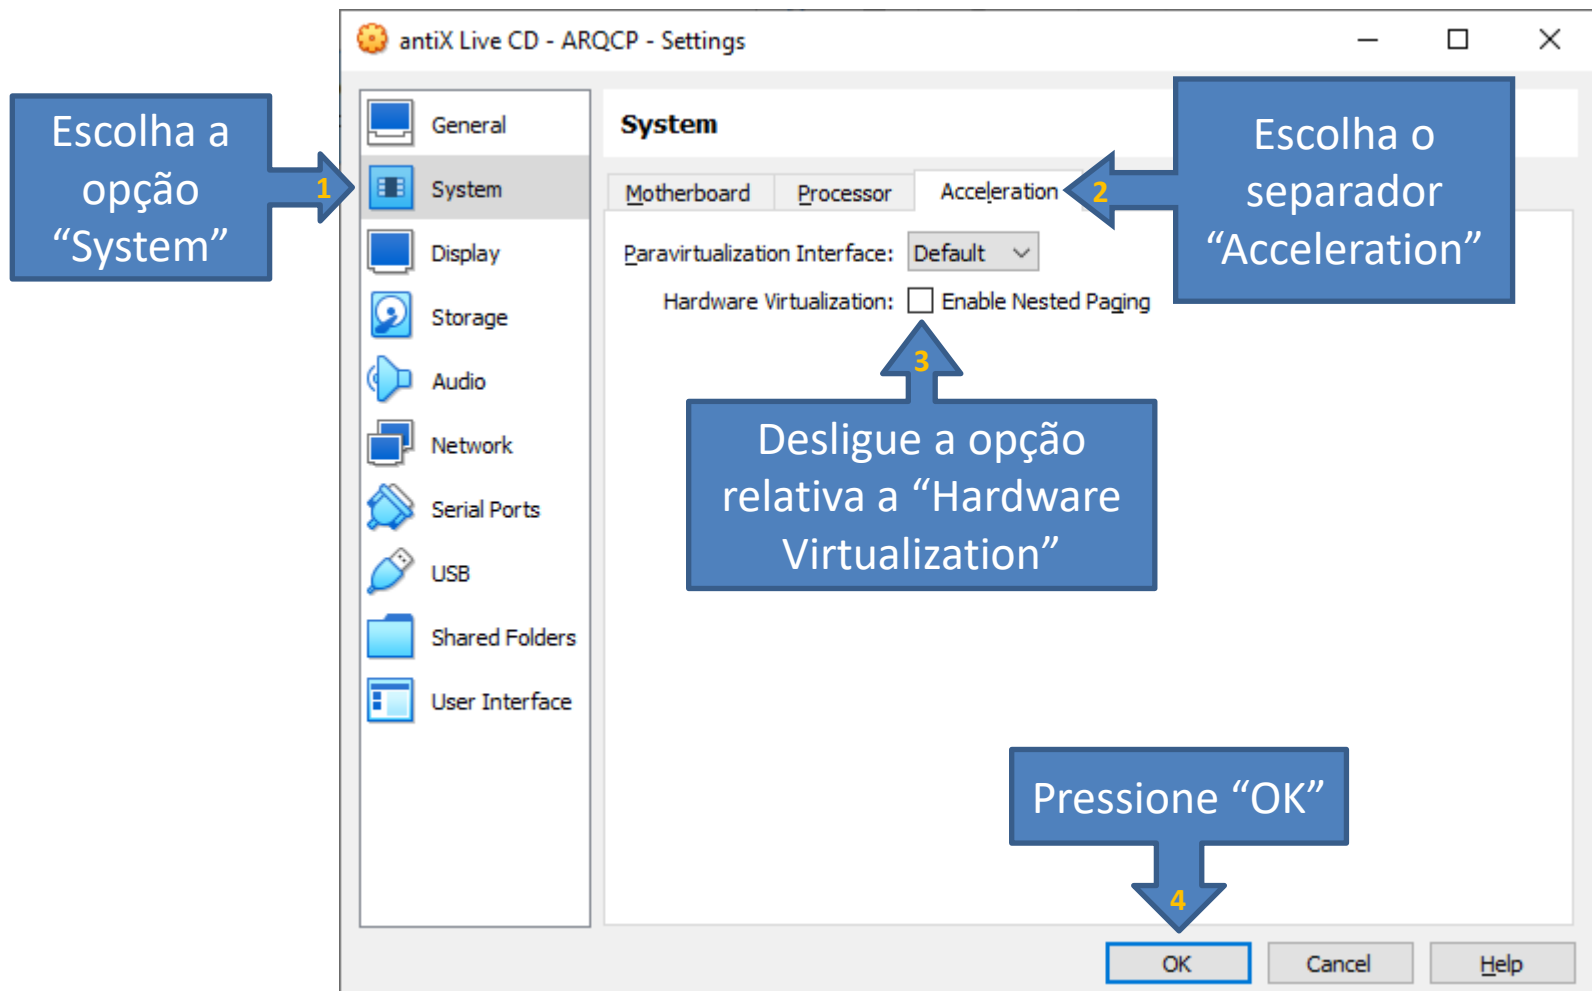 antiX Live CD - ARQCP - Settings
Escolha a
opção
“System”
1
General
System
Display
Storage
Audio
Network
Serial Ports
USB
Shared Folders
User Interface
System
Motherboard
Processor
Acceleration
2
Escolha o
separador
“Acceleration”
Paravirtualization Interface: Default
Hardware Virtualization: Enable Nested Paging
3
Desligue a opção
relativa a “Hardware
Virtualization”
Pressione “OK”
4
OK
Cancel
Help